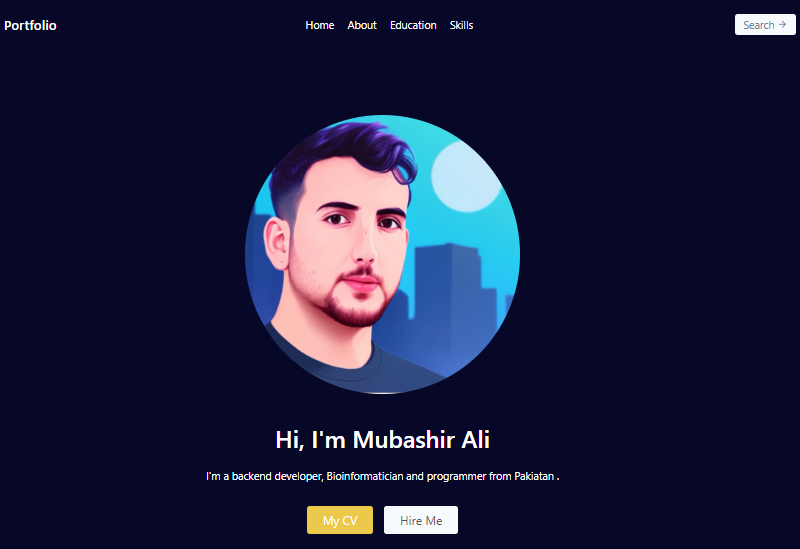 Portfolio
Home About Education Skills
Search →
Hi, I'm Mubashir Ali
I'm a backend developer, Bioinformatician and programmer from Pakiatan .
My CV Hire Me